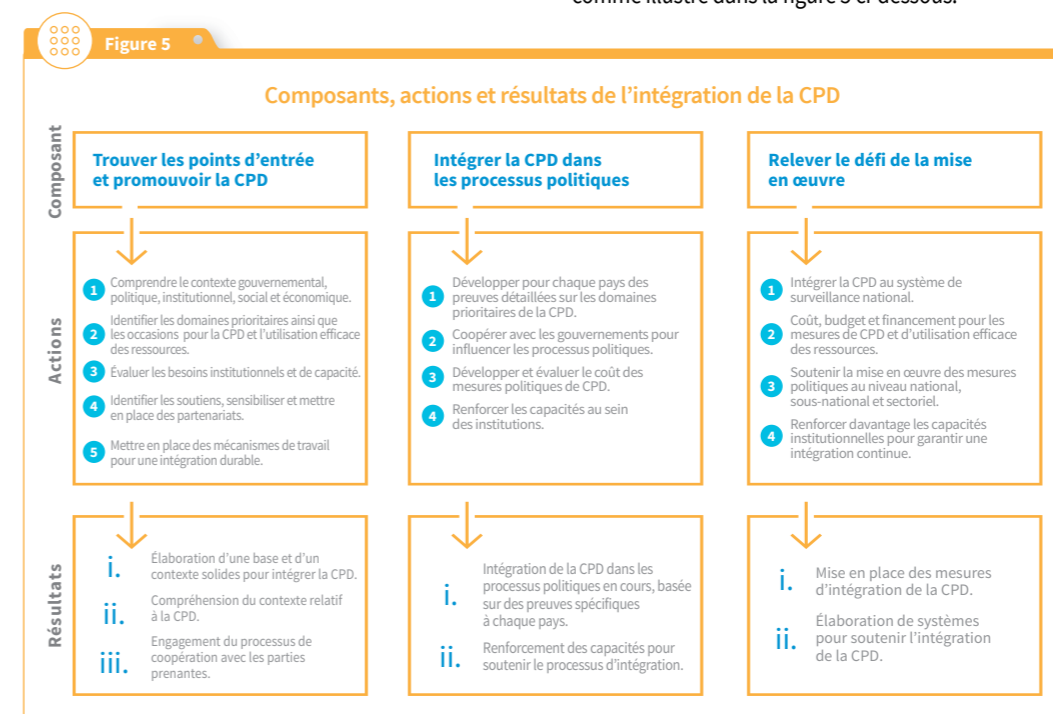 comme illustré dans la figure 5 ci-dessous.
Figure 5
Composants, actions et résultats de l’intégration de la CPD
Composant
Trouver les points d’entrée
et promouvoir la CPD
Intégrer la CPD dans
les processus politiques
Relever le défi de la mise
en œuvre
Actions
1 Comprendre le contexte gouvernemental,
politique, institutionnel, social et économique.
2 Identifier les domaines prioritaires ainsi que
les occasions pour la CPD et l’utilisation efficace
des ressources.
3 Évaluer les besoins institutionnels et de capacité.
4 Identifier les soutiens, sensibiliser et mettre
en place des partenariats.
5 Mettre en place des mécanismes de travail
pour une intégration durable.
1 Développer pour chaque pays des
preuves détaillées sur les domaines
prioritaires de la CPD.
2 Coopérer avec les gouvernements pour
influencer les processus politiques.
3 Développer et évaluer le coût des
mesures politiques de CPD.
4 Renforcer les capacités au sein
des institutions.
1 Intégrer la CPD au système de
surveillance national.
2 Coût, budget et financement pour les
mesures de CPD et d’utilisation efficace
des ressources.
3 Soutenir la mise en œuvre des mesures
politiques au niveau national,
sous-national et sectoriel.
4 Renforcer davantage les capacités
institutionnelles pour garantir une
intégration continue.
Résultats
i. Élaboration d’une base et d’un
contexte solides pour intégrer la CPD.
ii. Compréhension du contexte relatif
à la CPD.
iii. Engagement du processus de
coopération avec les parties
prenantes.
i. Intégration de la CPD dans les
processus politiques en cours, basée
sur des preuves spécifiques
à chaque pays.
ii. Renforcement des capacités pour
soutenir le processus d’intégration.
i. Mise en place des mesures
d’intégration de la CPD.
ii. Élaboration de systèmes
pour soutenir l’intégration
de la CPD.